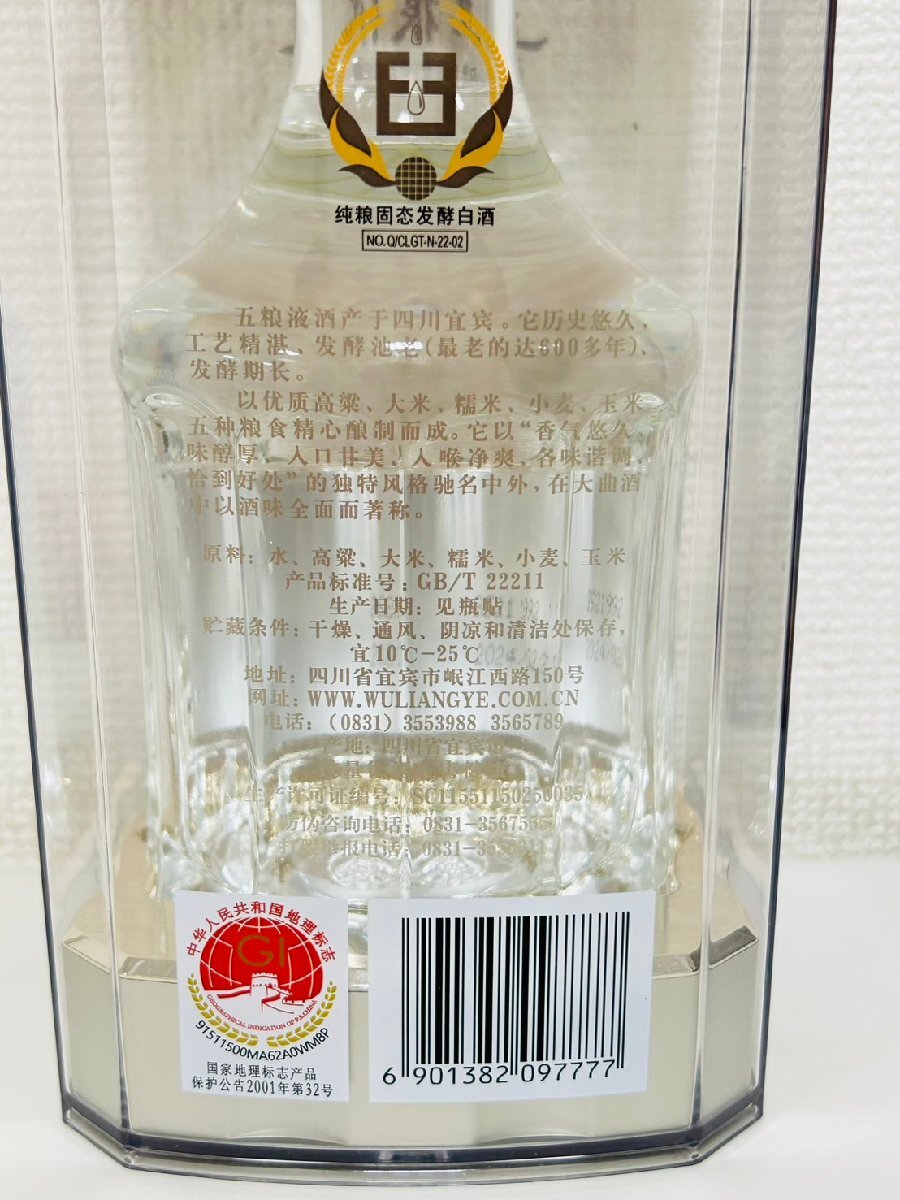 纯粮固态发酵白酒
NO.Q/CLGT-N-22-02
五粮液酒产于四川宜宾。它历史悠久、
工艺精湛、发酵池老(最老的达600多年)、
发酵期长。
以优质高粱、大米、糯米、小麦、玉米
五种粮食精心酿制而成。它以“香气悠久、
味醇厚、入口甘美、入喉净爽、各味谐调、
恰到好处”的独特风格驰名中外，在大曲酒
中以酒味全面而著称。
原料：水、高粱、大米、糯米、小麦、玉米
产品标准号：GB/T 22211
生产日期：见瓶贴
贮藏条件：干燥、通风、阴凉和清洁处保存，
宜10℃-25℃
地址：四川省宜宾市岷江西路150号
网址：WWW.WULIANGYE.COM.CN
电话：(0831) 3553988 3565789
产地：四川省宜宾市
生产许可证编号：SC11551150250035
防伪咨询电话：0831-
电话：0831-
中华人民共和国地理标志
GI
GEOGRAPHICAL INDICATION OF P.R.CHINA
91511500MA62A0WM8P
国家地理标志产品
保护公告2001年第32号
6 901382 097777